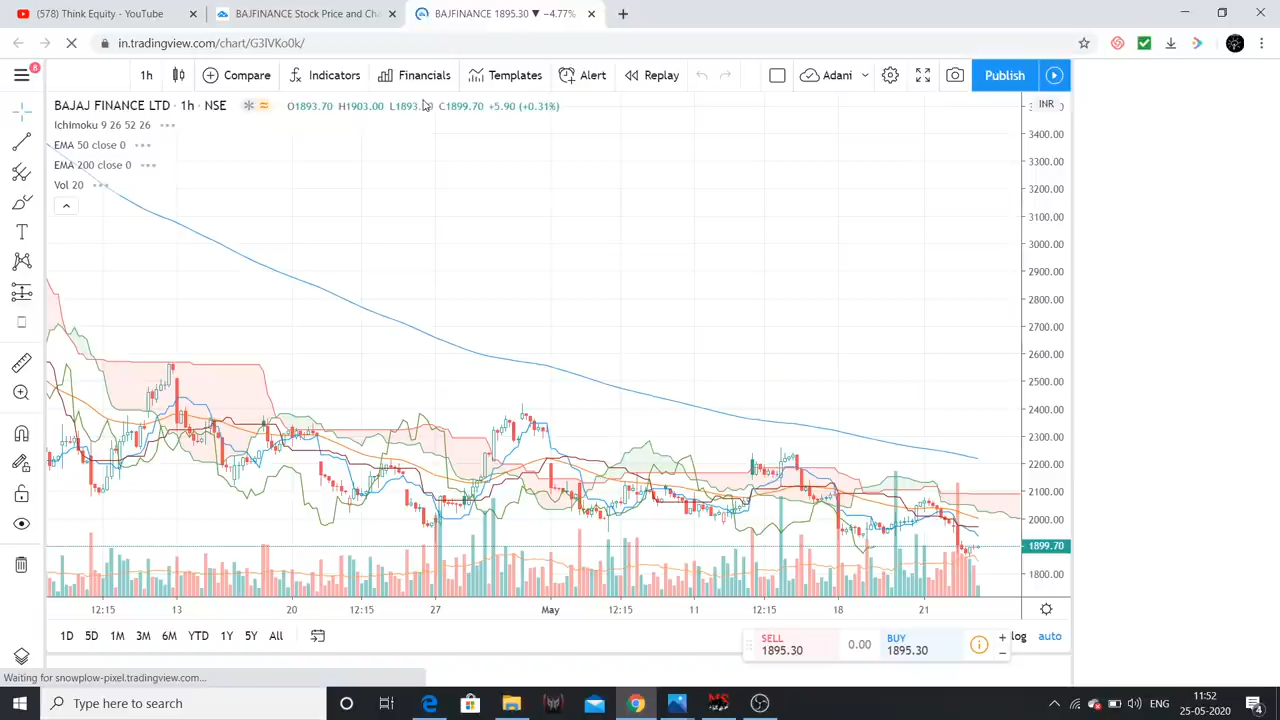 (578) Think Equity - YouTube
BAJFINANCE Stock Price and Cha
BAJFINANCE 1895.30 ▼ −4.77%
in.tradingview.com/chart/G3lVKo0k/
8
1h
Compare
Indicators
Financials
Templates
Alert
Replay
Adani
Publish
BAJAJ FINANCE LTD · 1h · NSE
O1893.70 H1903.00 L1893. C1899.70 +5.90 (+0.31%)
INR
Ichimoku 9 26 52 26
EMA 50 close 0
EMA 200 close 0
Vol 20
3400.00
3300.00
3200.00
3100.00
3000.00
2900.00
2800.00
2700.00
2600.00
2500.00
2400.00
2300.00
2200.00
2100.00
2000.00
1899.70
1800.00
12:15 13 20 12:15 27 May 12:15 11 12:15 18 21
1D 5D 1M 3M 6M YTD 1Y 5Y All
SELL
1895.30
0.00
BUY
1895.30
log auto
Waiting for snowplow-pixel.tradingview.com...
Type here to search
ENG
11:52
25-05-2020
4